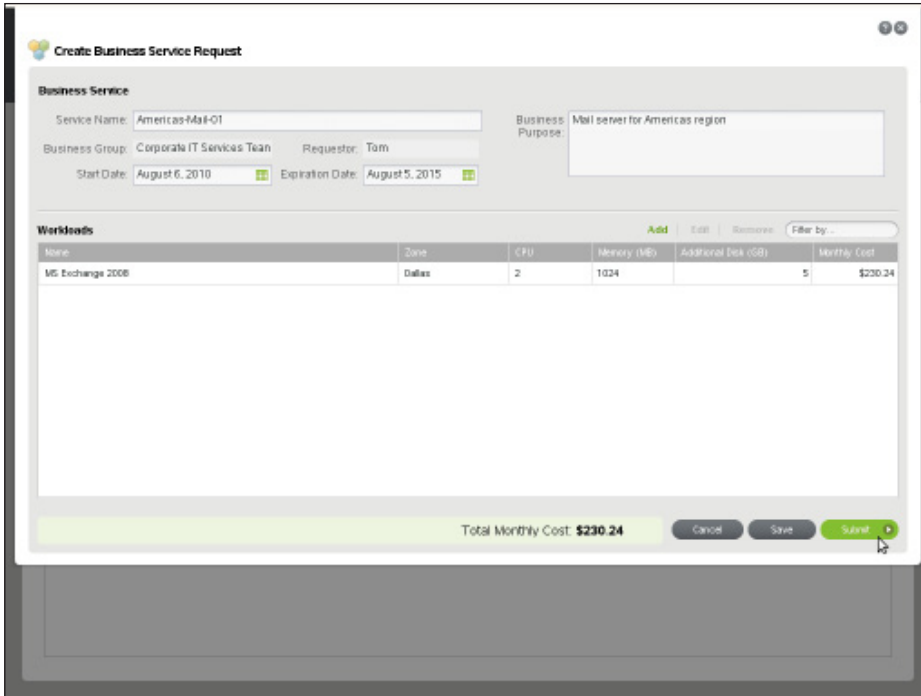 Create Business Service Request
Business Service
Service Name: Americas-Mail-01
Business Purpose: Mail server for Americas region
Business Group: Corporate IT Services Tean Requestor: Tom
Start Date: August 6, 2010 Expiration Date: August 5, 2015
Workloads Add Edit Remove Filter by...
Name Zone CPU Memory (MB) Additional Disk (GB) Monthly Cost
MS Exchange 2008 Dallas 2 1024 5 $230.24
Total Monthly Cost: $230.24 Cancel Save Submit